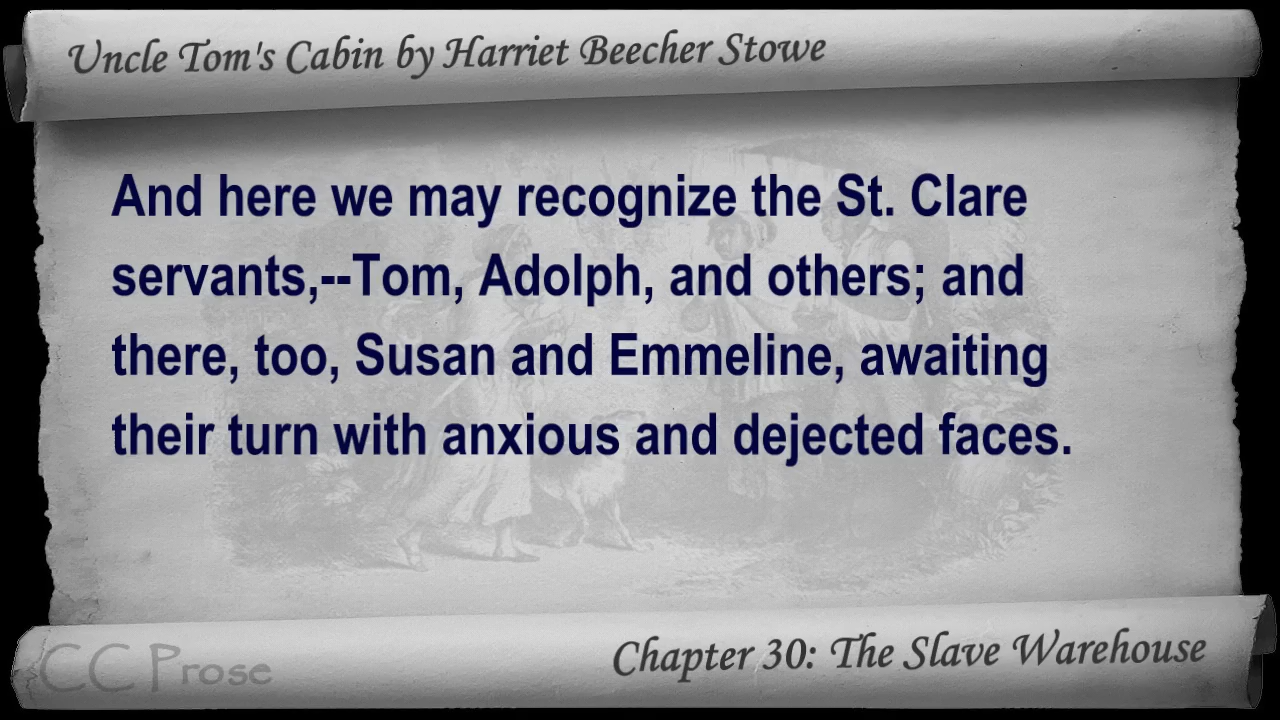 Uncle Tom's Cabin by Harriet Beecher Stowe
And here we may recognize the St. Clare
servants,--Tom, Adolph, and others; and
there, too, Susan and Emmeline, awaiting
their turn with anxious and dejected faces.
CC Prose
Chapter 30: The Slave Warehouse